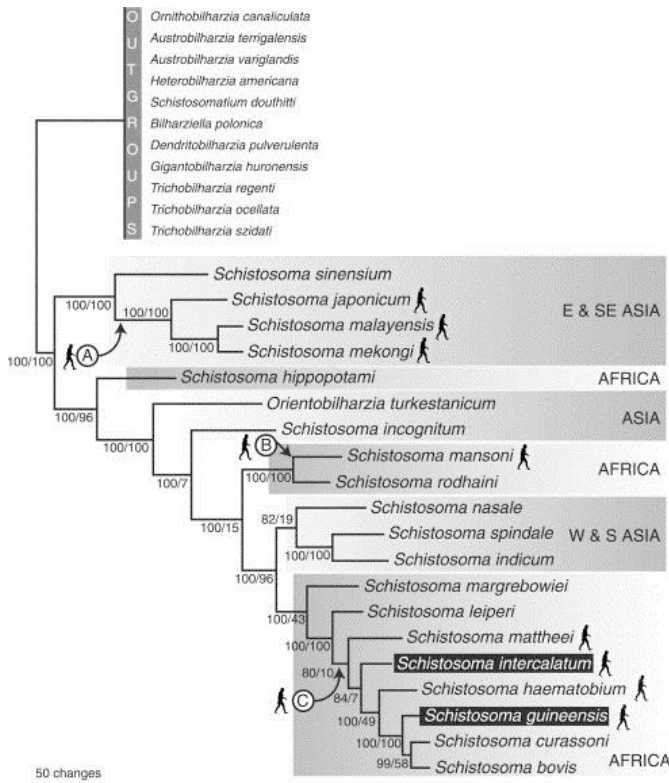 OUTGROUPS
Ornithobilharzia canaliculata
Austrobilharzia terrigalensis
Austrobilharzia variglandis
Heterobilharzia americana
Schistosomatium douthitti
Bilharziella polonica
Dendritobilharzia pulverulenta
Gigantobilharzia huronensis
Trichobilharzia regenti
Trichobilharzia ocellata
Trichobilharzia szidati
Schistosoma sinensium
100/100
100/100
Schistosoma japonicum
E & SE ASIA
Schistosoma malayensis
100/100
Schistosoma mekongi
100/100
A
Schistosoma hippopotami
AFRICA
100/96
Orientobilharzia turkestanicum
ASIA
100/100
Schistosoma incognitum
B
Schistosoma mansoni
AFRICA
100/7
100/100
Schistosoma rodhaini
Schistosoma nasale
82/19
100/15
Schistosoma spindale
W & S ASIA
100/100
Schistosoma indicum
100/96
Schistosoma margrebowiei
Schistosoma leiperi
100/43
Schistosoma mattheei
100/100
Schistosoma intercalatum
80/10
C
84/7
Schistosoma haematobium
Schistosoma guineensis
100/49
Schistosoma curassoni
100/100
Schistosoma bovis
99/58
AFRICA
50 changes